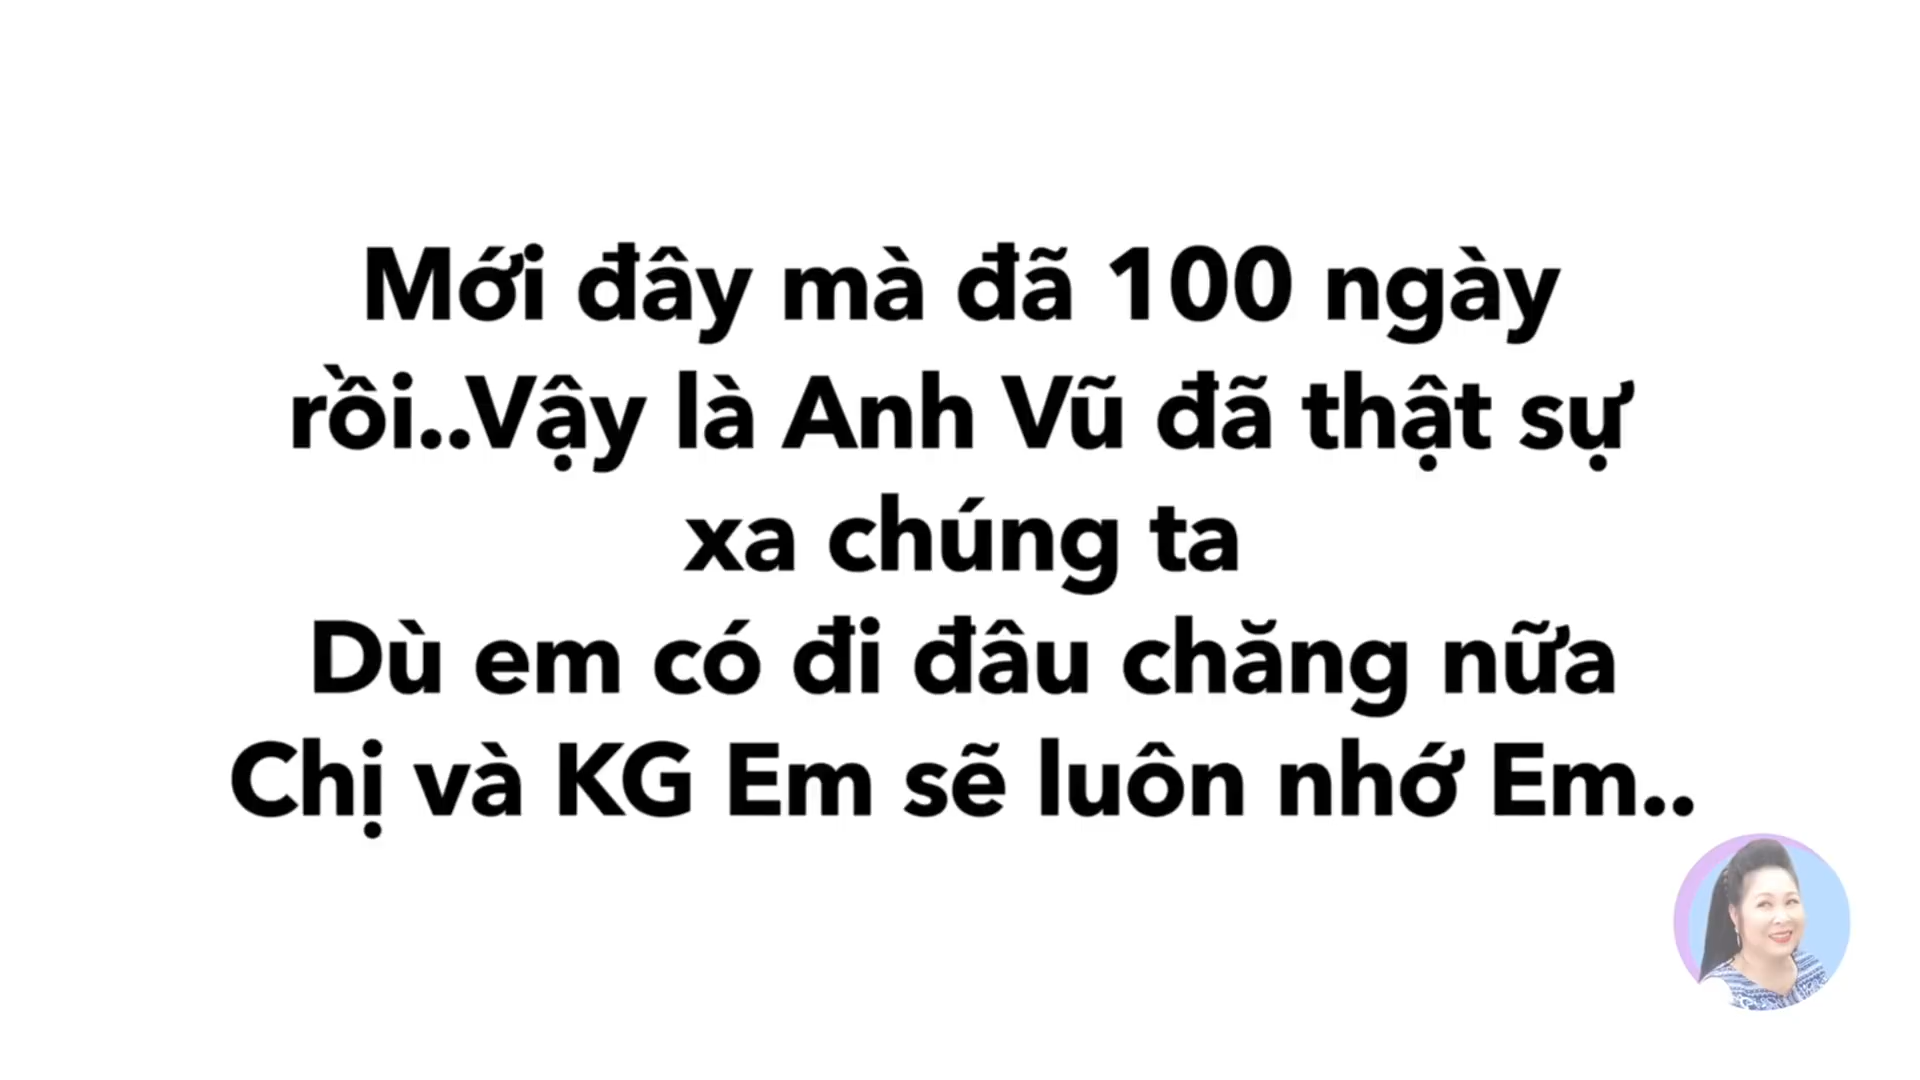 Mới đây mà đã 100 ngày
rồi..Vậy là Anh Vũ đã thật sự
xa chúng ta
Dù em có đi đâu chăng nữa
Chị và KG Em sẽ luôn nhớ Em..